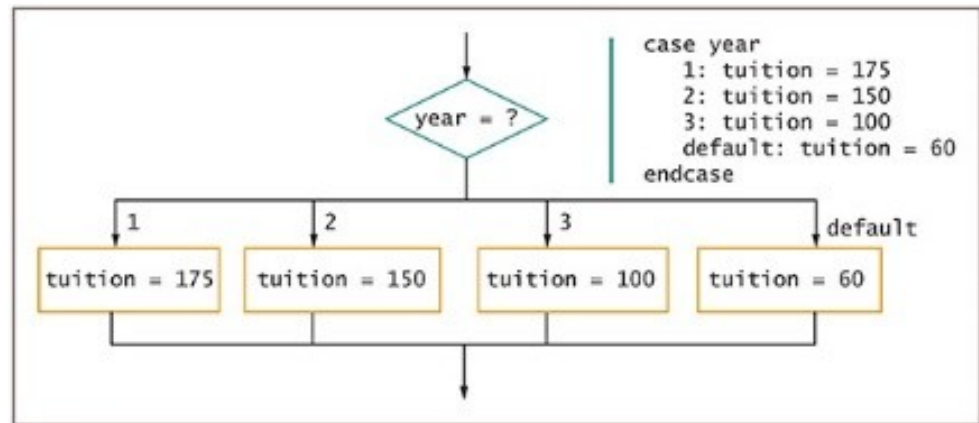 case year
1: tuition = 175
2: tuition = 150
3: tuition = 100
default: tuition = 60
endcase
year = ?
1
2
3
default
tuition = 175
tuition = 150
tuition = 100
tuition = 60